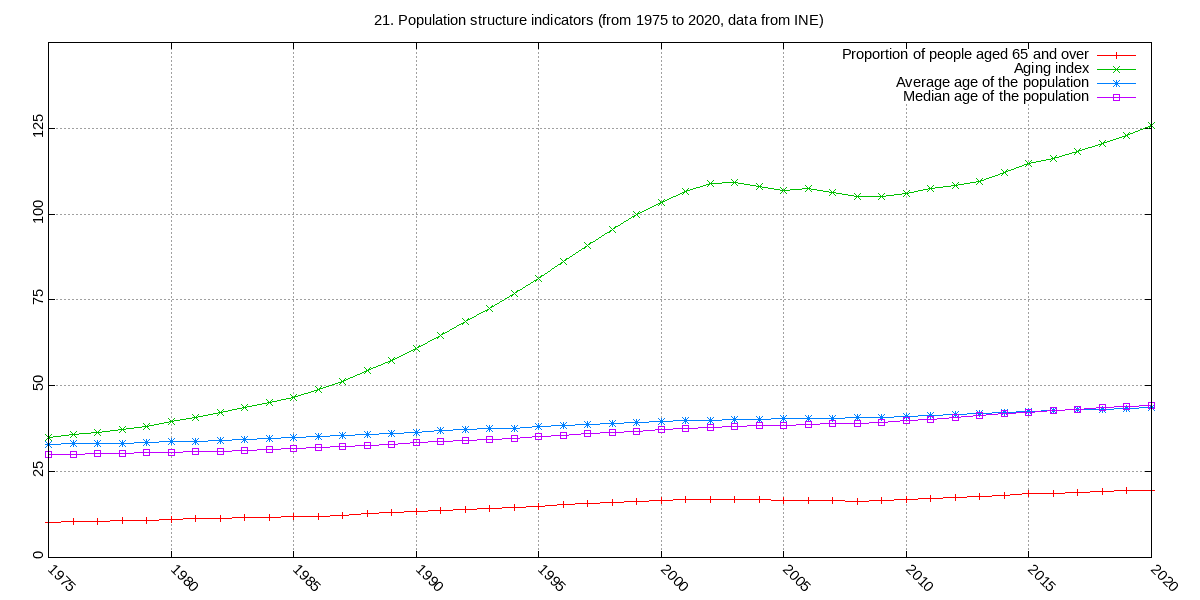 21. Population structure indicators (from 1975 to 2020, data from INE)
Proportion of people aged 65 and over
Aging index
Average age of the population
Median age of the population
125
100
75
50
25
0
1975 1980 1985 1990 1995 2000 2005 2010 2015 2020